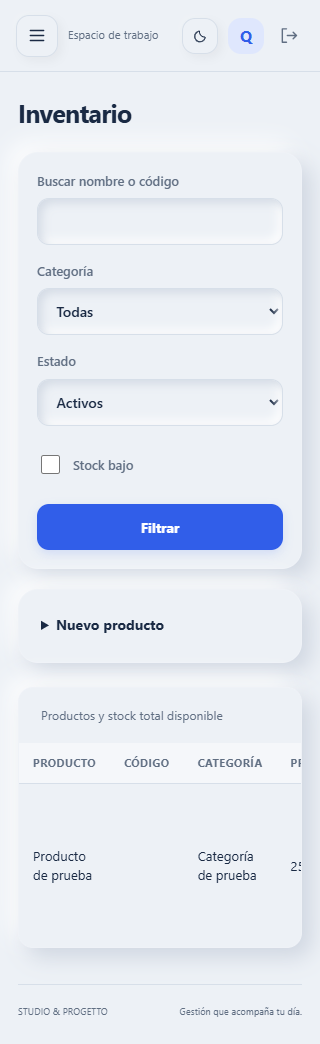 Espacio de trabajo
Q
Inventario
Buscar nombre o código
Categoría
Todas
Estado
Activos
Stock bajo
Filtrar
Nuevo producto
Productos y stock total disponible
PRODUCTO CÓDIGO CATEGORÍA
Producto de prueba
Categoría de prueba
STUDIO & PROGETTO
Gestión que acompaña tu día.